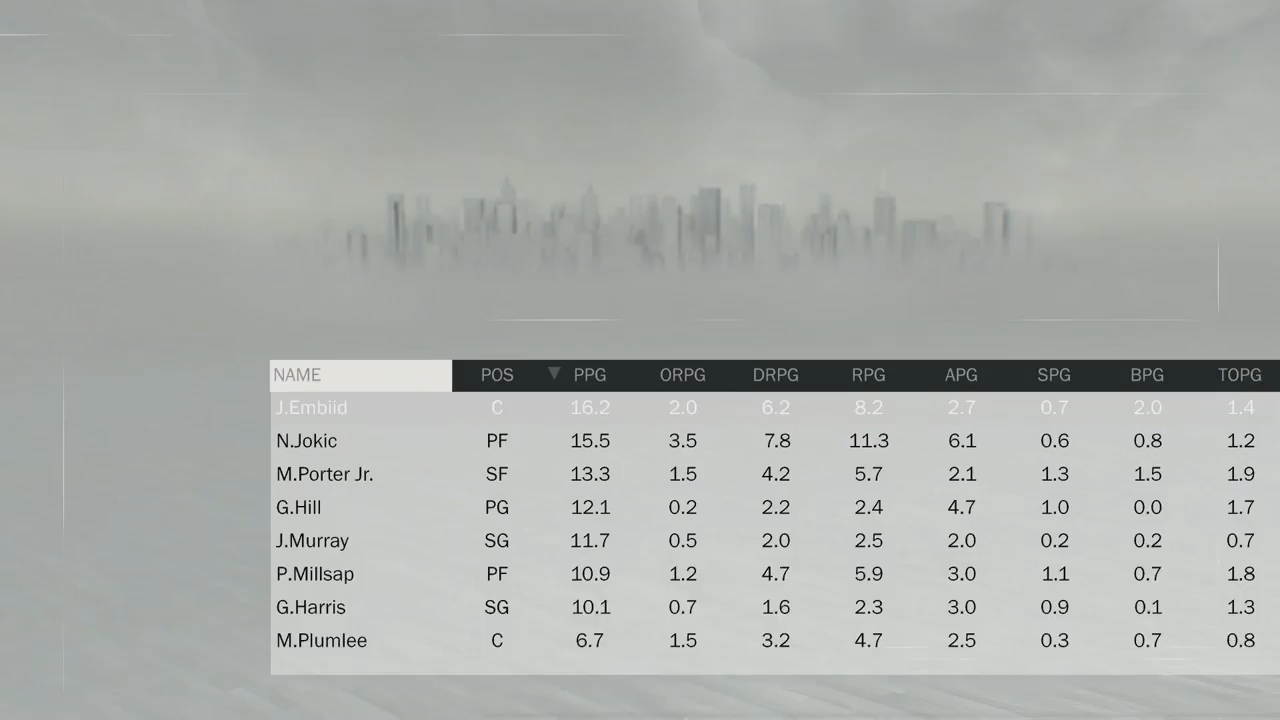 NAME POS ▼ PPG ORPG DRPG RPG APG SPG BPG TOPG
J.Embiid C 16.2 2.0 6.2 8.2 2.7 0.7 2.0 1.4
N.Jokic PF 15.5 3.5 7.8 11.3 6.1 0.6 0.8 1.2
M.Porter Jr. SF 13.3 1.5 4.2 5.7 2.1 1.3 1.5 1.9
G.Hill PG 12.1 0.2 2.2 2.4 4.7 1.0 0.0 1.7
J.Murray SG 11.7 0.5 2.0 2.5 2.0 0.2 0.2 0.7
P.Millsap PF 10.9 1.2 4.7 5.9 3.0 1.1 0.7 1.8
G.Harris SG 10.1 0.7 1.6 2.3 3.0 0.9 0.1 1.3
M.Plumlee C 6.7 1.5 3.2 4.7 2.5 0.3 0.7 0.8